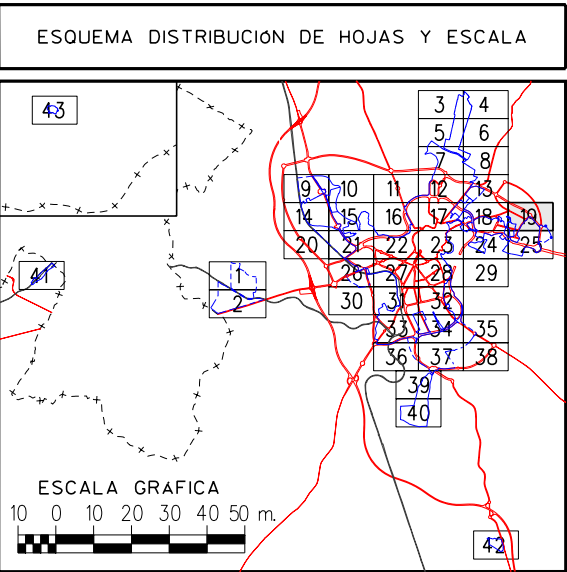 ESQUEMA DISTRIBUCIÓN DE HOJAS Y ESCALA
43
3 4
5 6
7 8
9 10 11 12 13
14 15 16 17 18 19
20 21 22 23 24 25
41 1 26 27 28 29
2 30 31 32
33 34 35
36 37 38
39
40
ESCALA GRÁFICA
10 0 10 20 30 40 50 m.
42